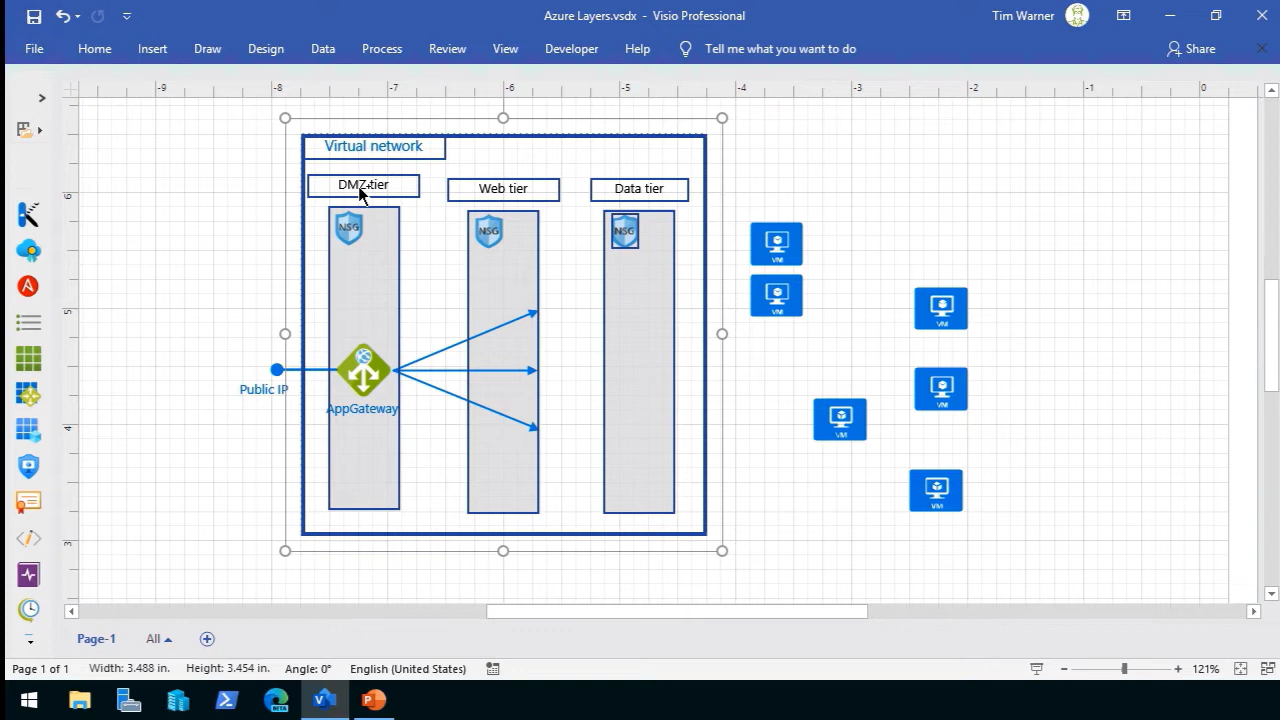 Azure Layers.vsdx - Visio Professional
Tim Warner
File Home Insert Draw Design Data Process Review View Developer Help Tell me what you want to do Share
-9 -8 -7 -6 -5 -4 -3 -2 -1 0
6
5
4
3
Virtual network
DMZ tier
Web tier
Data tier
NSG
NSG
NSG
VM
VM
VM
VM
VM
VM
Public IP
AppGateway
Page-1 All
Page 1 of 1 Width: 3.488 in. Height: 3.454 in. Angle: 0° English (United States) 121%
BETA